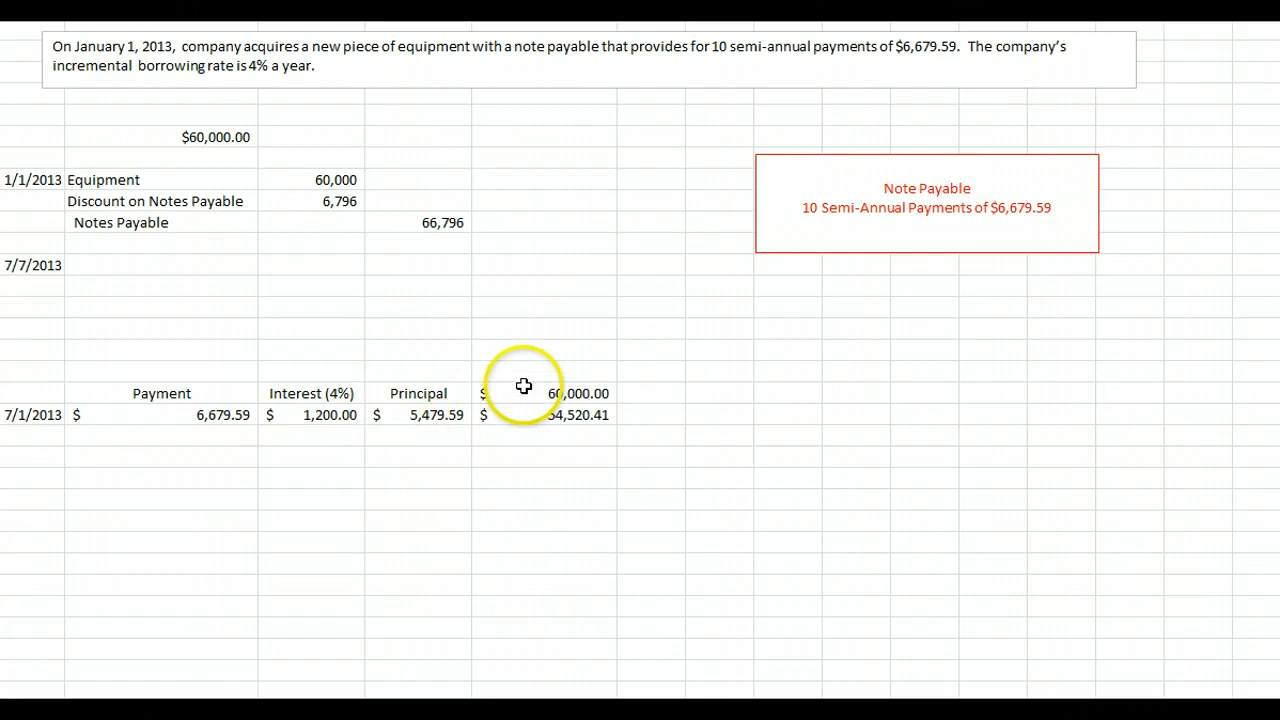 On January 1, 2013, company acquires a new piece of equipment with a note payable that provides for 10 semi-annual payments of $6,679.59. The company's
incremental borrowing rate is 4% a year.
$60,000.00
1/1/2013 Equipment 60,000
Discount on Notes Payable 6,796
Notes Payable 66,796
Note Payable
10 Semi-Annual Payments of $6,679.59
7/7/2013
Payment Interest (4%) Principal $ 60,000.00
7/1/2013 $ 6,679.59 $ 1,200.00 $ 5,479.59 $ 54,520.41